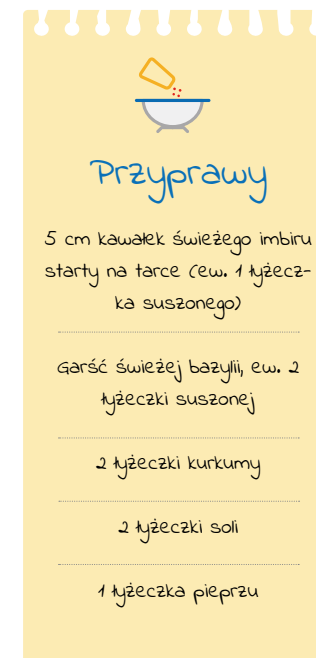 Przyprawy
5 cm kawałek świeżego imbiru
starty na tarce (ew. 1 łyżecz-
ka suszonego)
Garść świeżej bazylii, ew. 2
łyżeczki suszonej
2 łyżeczki kurkumy
2 łyżeczki soli
1 łyżeczka pieprzu